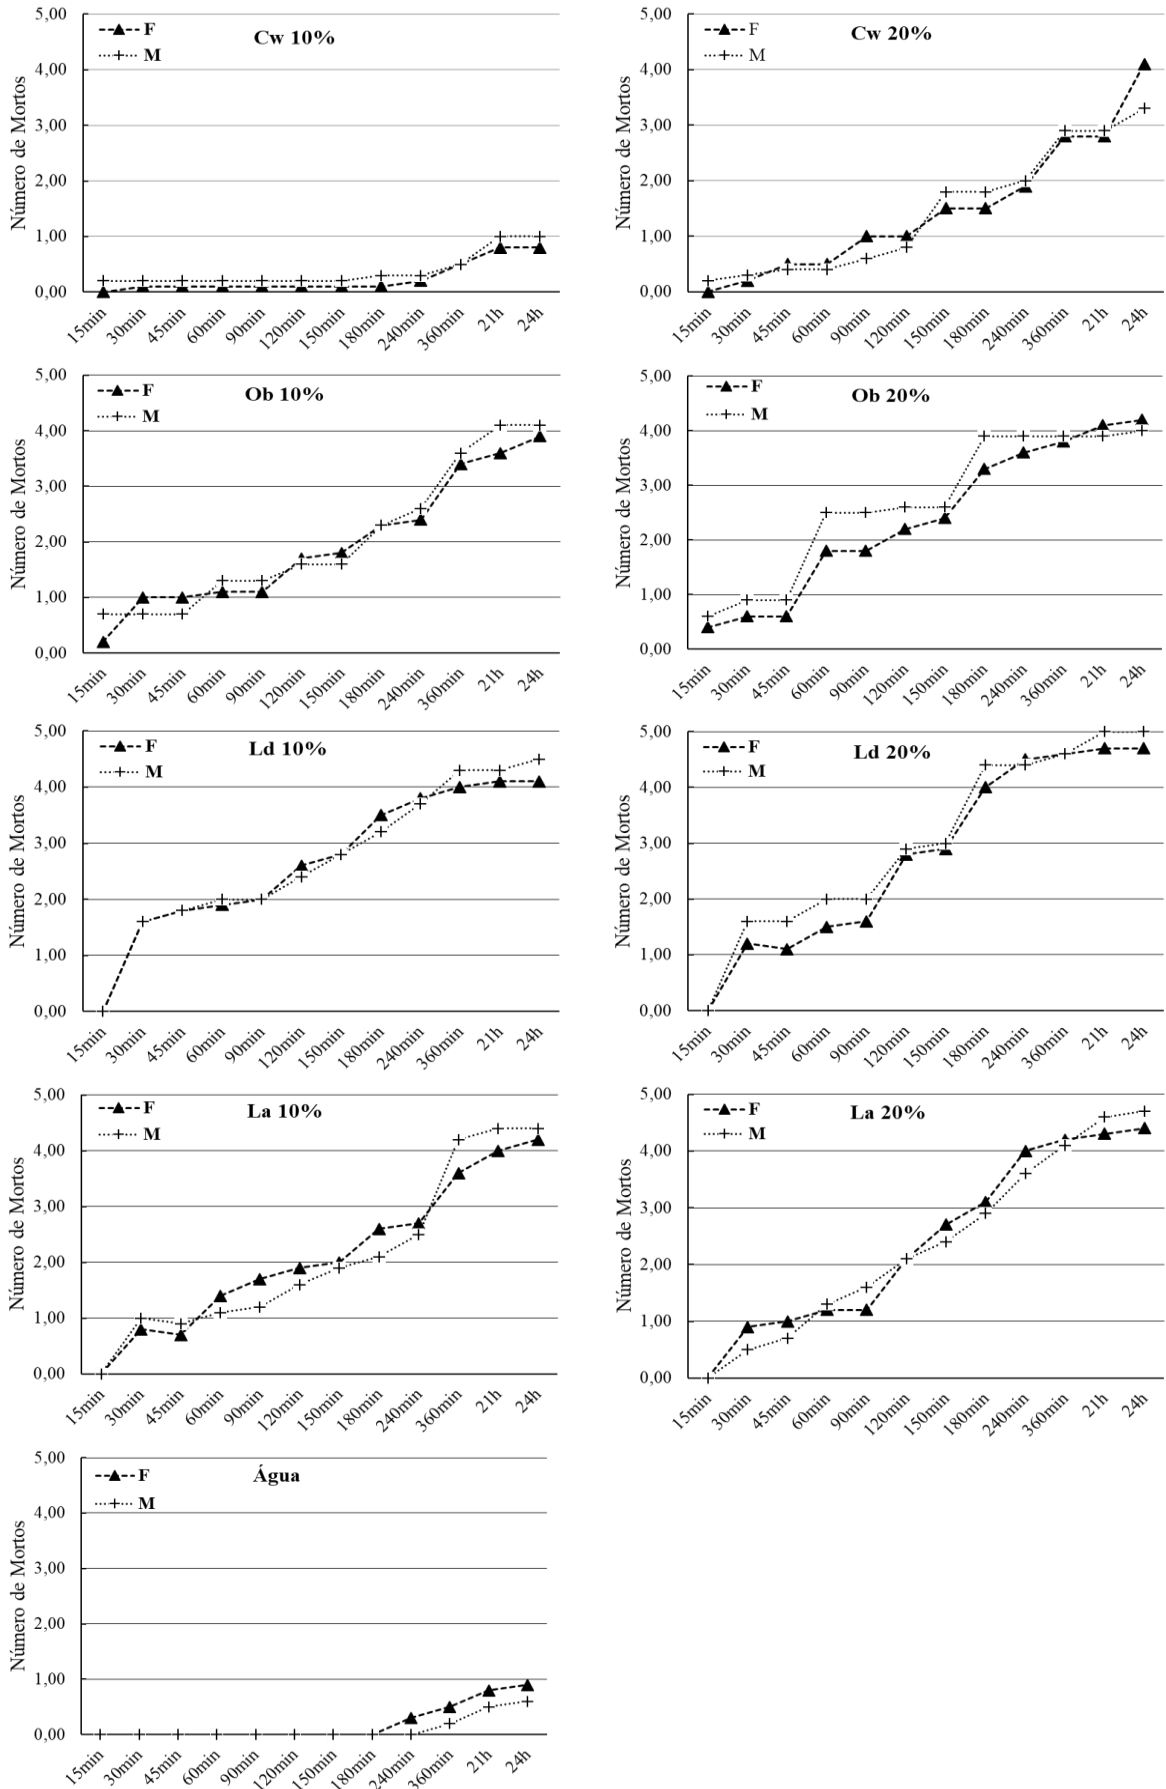 Cw 10%
F
M
Número de Mortos
5,00
4,00
3,00
2,00
1,00
0,00
15min 30min 45min 60min 90min 120min 150min 180min 240min 360min 21h 24h
Cw 20%
F
M
Número de Mortos
5,00
4,00
3,00
2,00
1,00
0,00
15min 30min 45min 60min 90min 120min 150min 180min 240min 360min 21h 24h
Ob 10%
F
M
Número de Mortos
5,00
4,00
3,00
2,00
1,00
0,00
15min 30min 45min 60min 90min 120min 150min 180min 240min 360min 21h 24h
Ob 20%
F
M
Número de Mortos
5,00
4,00
3,00
2,00
1,00
0,00
15min 30min 45min 60min 90min 120min 150min 180min 240min 360min 21h 24h
Ld 10%
F
M
Número de Mortos
5,00
4,00
3,00
2,00
1,00
0,00
15min 30min 45min 60min 90min 120min 150min 180min 240min 360min 21h 24h
Ld 20%
F
M
Número de Mortos
5,00
4,00
3,00
2,00
1,00
0,00
15min 30min 45min 60min 90min 120min 150min 180min 240min 360min 21h 24h
La 10%
F
M
Número de Mortos
5,00
4,00
3,00
2,00
1,00
0,00
15min 30min 45min 60min 90min 120min 150min 180min 240min 360min 21h 24h
La 20%
F
M
Número de Mortos
5,00
4,00
3,00
2,00
1,00
0,00
15min 30min 45min 60min 90min 120min 150min 180min 240min 360min 21h 24h
Água
F
M
Número de Mortos
5,00
4,00
3,00
2,00
1,00
0,00
15min 30min 45min 60min 90min 120min 150min 180min 240min 360min 21h 24h